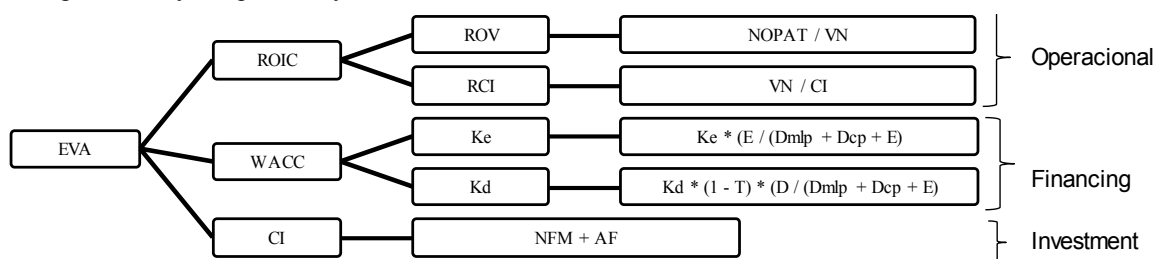 ROV NOPAT / VN
ROIC Operacional
RCI VN / CI
Ke Ke * (E / (Dmlp + Dcp + E)
EVA WACC
Kd Kd * (1 - T) * (D / (Dmlp + Dcp + E) Financing
CI NFM + AF Investment